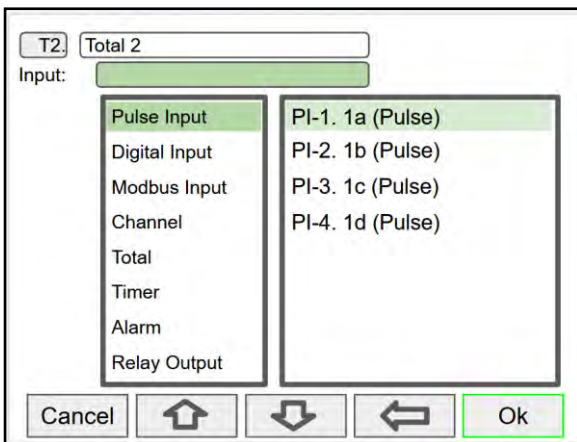 T2. Total 2
Input:
Pulse Input
Digital Input
Modbus Input
Channel
Total
Timer
Alarm
Relay Output
PI-1. 1a (Pulse)
PI-2. 1b (Pulse)
PI-3. 1c (Pulse)
PI-4. 1d (Pulse)
Cancel Ok